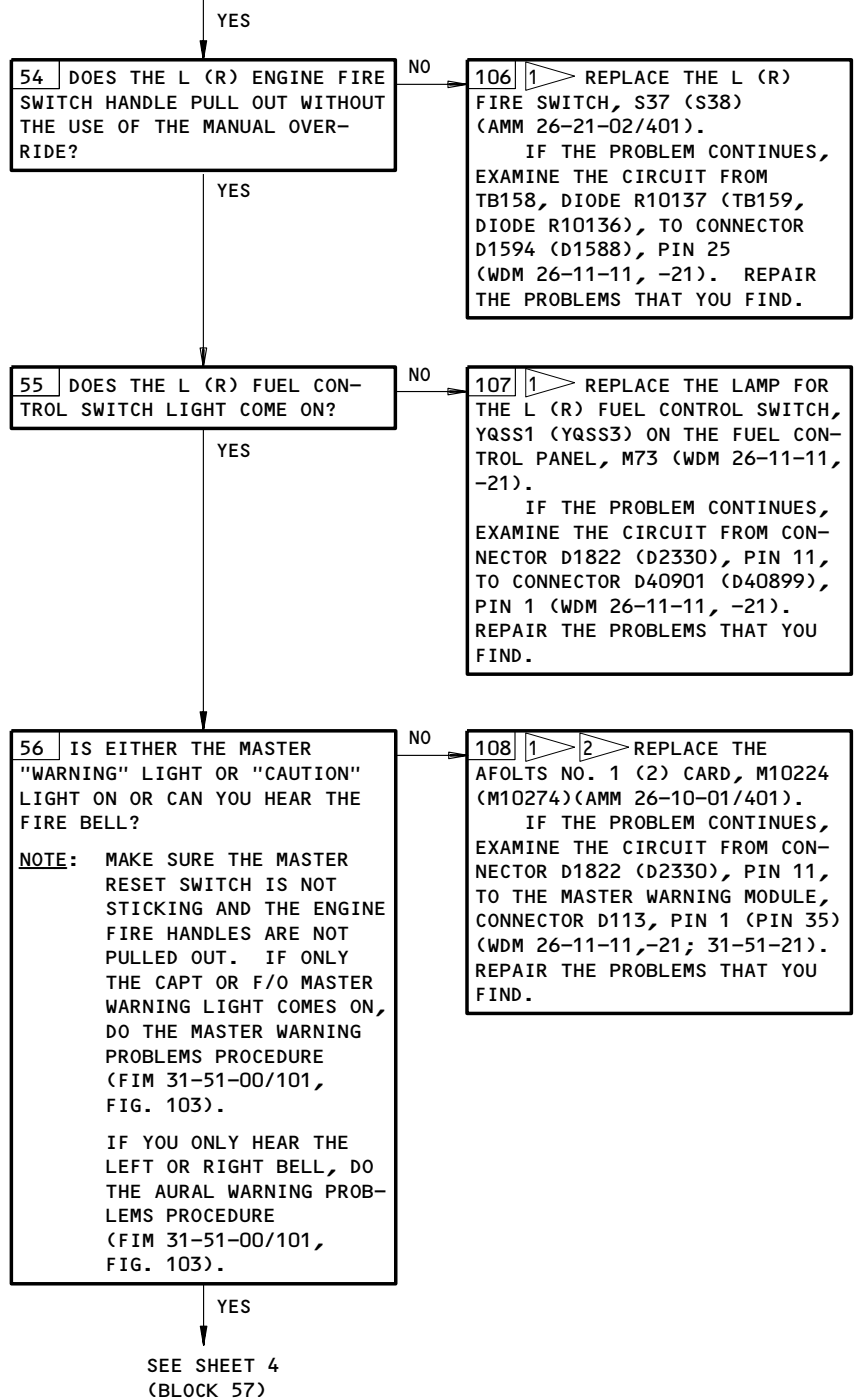 YES
54 DOES THE L (R) ENGINE FIRE
SWITCH HANDLE PULL OUT WITHOUT
THE USE OF THE MANUAL OVER-
RIDE?
NO
106 1 REPLACE THE L (R)
FIRE SWITCH, S37 (S38)
(AMM 26-21-02/401).
IF THE PROBLEM CONTINUES,
EXAMINE THE CIRCUIT FROM
TB158, DIODE R10137 (TB159,
DIODE R10136), TO CONNECTOR
D1594 (D1588), PIN 25
(WDM 26-11-11, -21). REPAIR
THE PROBLEMS THAT YOU FIND.
YES
55 DOES THE L (R) FUEL CON-
TROL SWITCH LIGHT COME ON?
NO
107 1 REPLACE THE LAMP FOR
THE L (R) FUEL CONTROL SWITCH,
YQSS1 (YQSS3) ON THE FUEL CON-
TROL PANEL, M73 (WDM 26-11-11,
-21).
IF THE PROBLEM CONTINUES,
EXAMINE THE CIRCUIT FROM CON-
NECTOR D1822 (D2330), PIN 11,
TO CONNECTOR D40901 (D40899),
PIN 1 (WDM 26-11-11, -21).
REPAIR THE PROBLEMS THAT YOU
FIND.
YES
56 IS EITHER THE MASTER
"WARNING" LIGHT OR "CAUTION"
LIGHT ON OR CAN YOU HEAR THE
FIRE BELL?
NOTE: MAKE SURE THE MASTER
RESET SWITCH IS NOT
STICKING AND THE ENGINE
FIRE HANDLES ARE NOT
PULLED OUT. IF ONLY
THE CAPT OR F/O MASTER
WARNING LIGHT COMES ON,
DO THE MASTER WARNING
PROBLEMS PROCEDURE
(FIM 31-51-00/101,
FIG. 103).
IF YOU ONLY HEAR THE
LEFT OR RIGHT BELL, DO
THE AURAL WARNING PROB-
LEMS PROCEDURE
(FIM 31-51-00/101,
FIG. 103).
NO
108 1 2 REPLACE THE
AFOLTS NO. 1 (2) CARD, M10224
(M10274)(AMM 26-10-01/401).
IF THE PROBLEM CONTINUES,
EXAMINE THE CIRCUIT FROM CON-
NECTOR D1822 (D2330), PIN 11,
TO THE MASTER WARNING MODULE,
CONNECTOR D113, PIN 1 (PIN 35)
(WDM 26-11-11,-21; 31-51-21).
REPAIR THE PROBLEMS THAT YOU
FIND.
YES
SEE SHEET 4
(BLOCK 57)